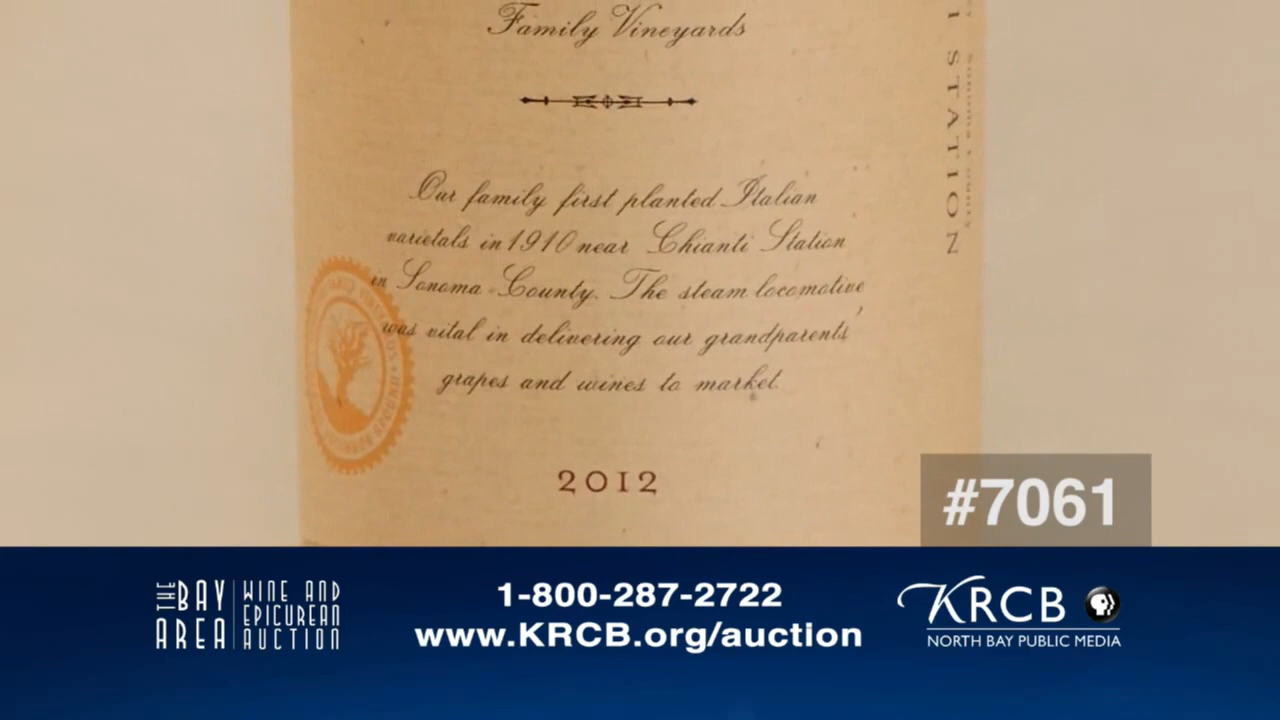 Family Vineyards
Our family first planted Italian
varietals in 1910 near Chianti Station
in Sonoma County. The steam locomotive
was vital in delivering our grandparents'
grapes and wines to market.
2012
STATION
Sonoma County
#7061
THE BAY AREA
WINE AND
EPICUREAN
AUCTION
1-800-287-2722
www.KRCB.org/auction
KRCB
NORTH BAY PUBLIC MEDIA